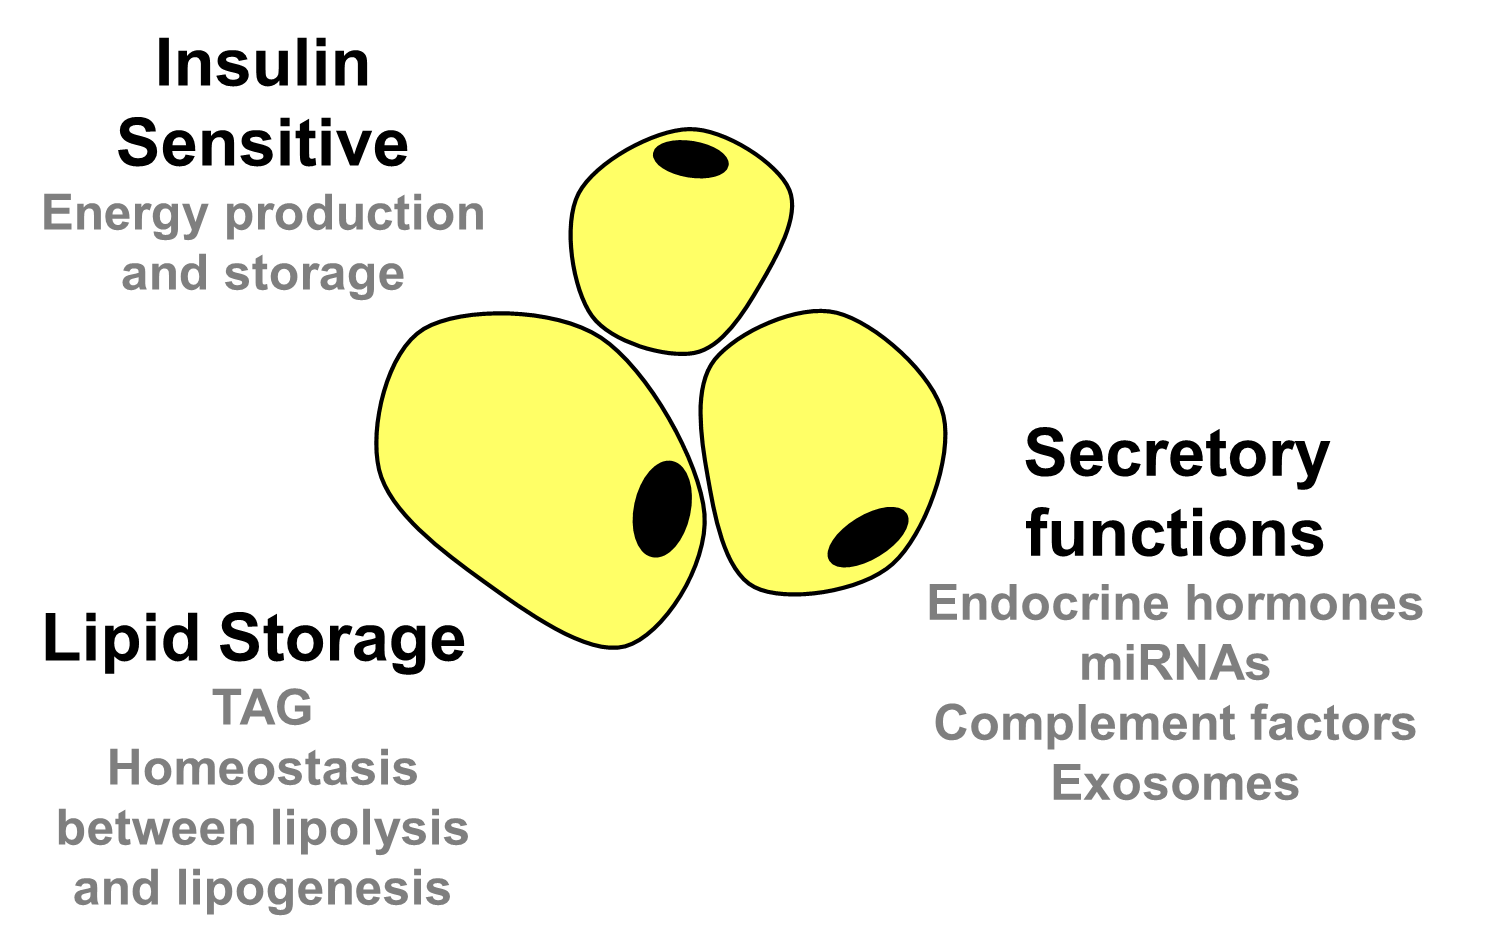 Insulin
Sensitive
Energy production
and storage
Secretory
functions
Endocrine hormones
miRNAs
Complement factors
Exosomes
Lipid Storage
TAG
Homeostasis
between lipolysis
and lipogenesis